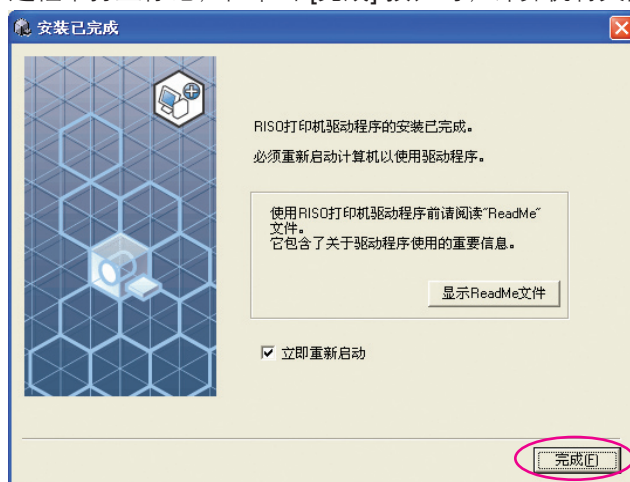 安装已完成
RISO打印机驱动程序的安装已完成。
必须重新启动计算机以使用驱动程序。
使用RISO打印机驱动程序前请阅读"ReadMe"
文件。
它包含了关于驱动程序使用的重要信息。
显示ReadMe文件
立即重新启动
完成(F)